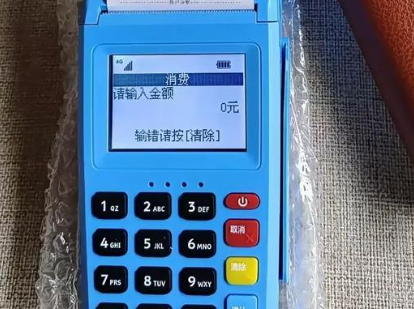 4G
消费
请输入金额
0元
输错请按[清除]
1 QZ
2 ABC
3 DEF
取消
4 GHI
5 JKL
6 MNO
清除
7 PRS
8 TUV
9 WXY